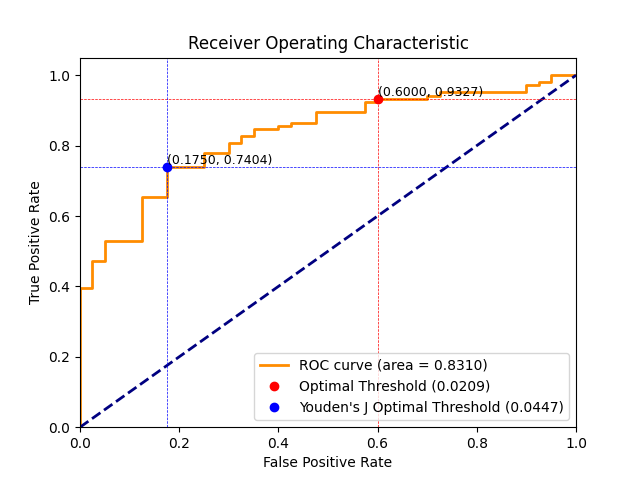 Receiver Operating Characteristic
1.0
0.8
0.6
0.4
0.2
0.0
True Positive Rate
(0.6000, 0.9327)
(0.1750, 0.7404)
ROC curve (area = 0.8310)
Optimal Threshold (0.0209)
Youden's J Optimal Threshold (0.0447)
0.0 0.2 0.4 0.6 0.8 1.0
False Positive Rate